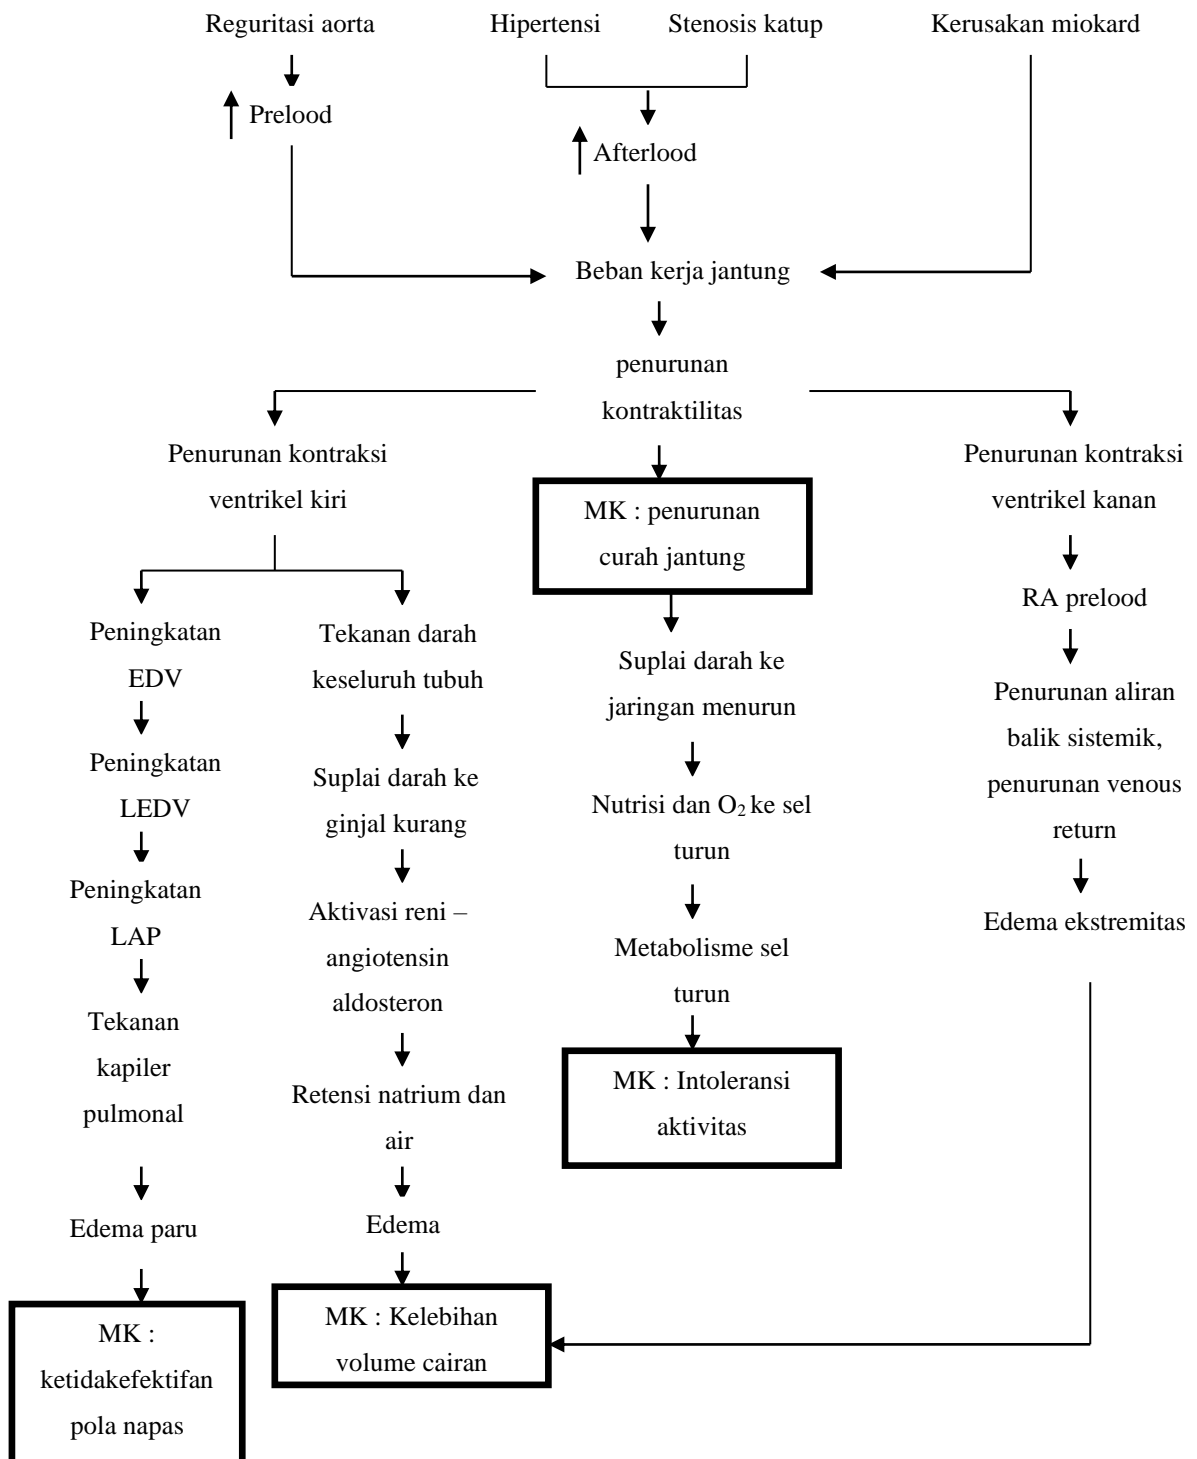 Reguritasi aorta
Hipertensi
Stenosis katup
Kerusakan miokard
Prelood
Afterlood
Beban kerja jantung
penurunan
kontraktilitas
Penurunan kontraksi
ventrikel kiri
Peningkatan
EDV
Peningkatan
LEDV
Peningkatan
LAP
Tekanan
kapiler
pulmonal
Edema paru
MK :
ketidakefektifan
pola napas
Tekanan darah
keseluruh tubuh
Suplai darah ke
ginjal kurang
Aktivasi reni –
angiotensin
aldosteron
Retensi natrium dan
air
Edema
MK : Kelebihan
volume cairan
MK : penurunan
curah jantung
Suplai darah ke
jaringan menurun
Nutrisi dan O₂ ke sel
turun
Metabolisme sel
turun
MK : Intoleransi
aktivitas
Penurunan kontraksi
ventrikel kanan
RA prelood
Penurunan aliran
balik sistemik,
penurunan venous
return
Edema ekstremitas